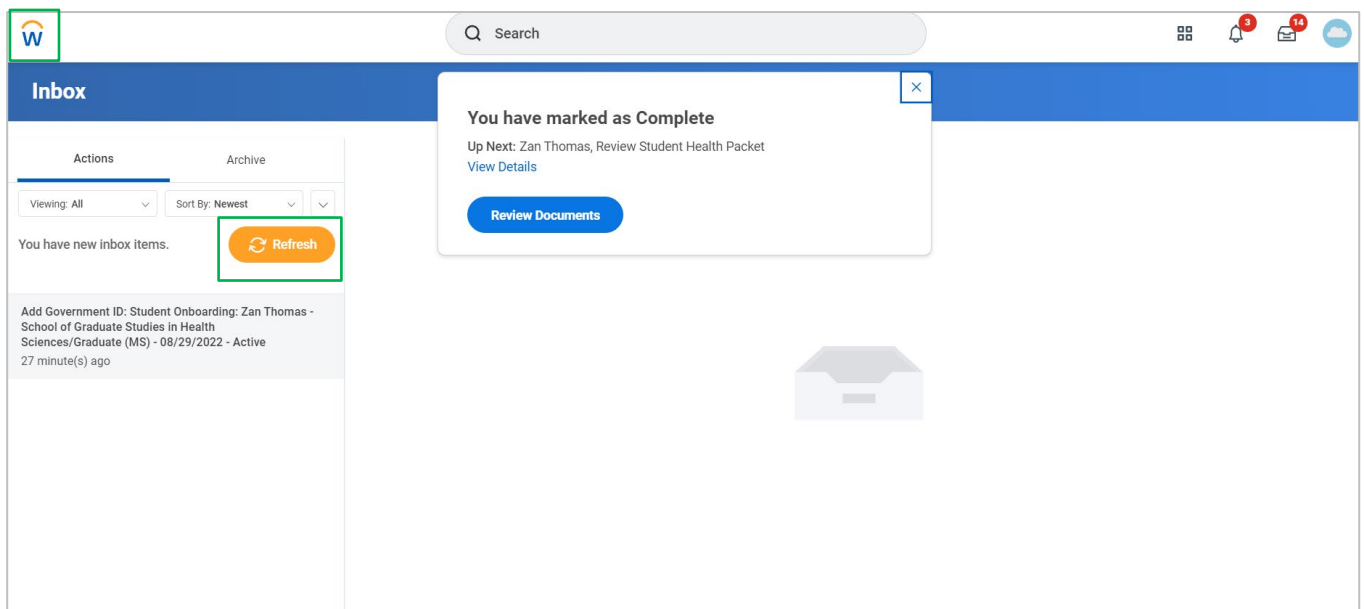 W
Search
3
14
Inbox
You have marked as Complete
Up Next: Zan Thomas, Review Student Health Packet
View Details
Review Documents
Actions
Archive
Viewing: All
Sort By: Newest
You have new inbox items.
Refresh
Add Government ID: Student Onboarding: Zan Thomas -
School of Graduate Studies in Health
Sciences/Graduate (MS) - 08/29/2022 - Active
27 minute(s) ago